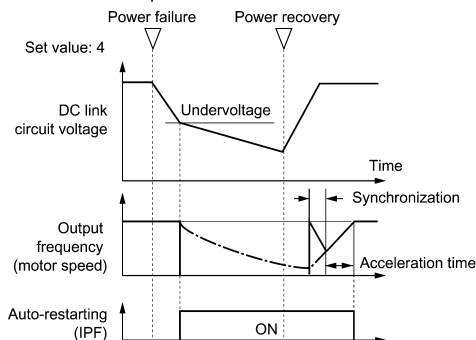 Power failure
Power recovery
Set value: 4
DC link
circuit voltage
Undervoltage
Time
Synchronization
Output
frequency
(motor speed)
Acceleration time
Auto-restarting
(IPF)
ON